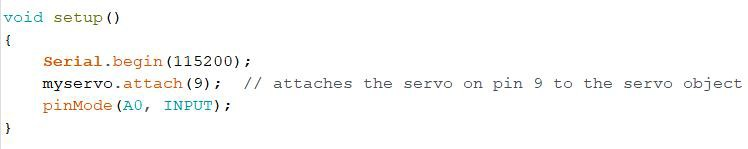 void setup()
{
    Serial.begin(115200);
    myservo.attach(9);  // attaches the servo on pin 9 to the servo object
    pinMode(A0, INPUT);
}